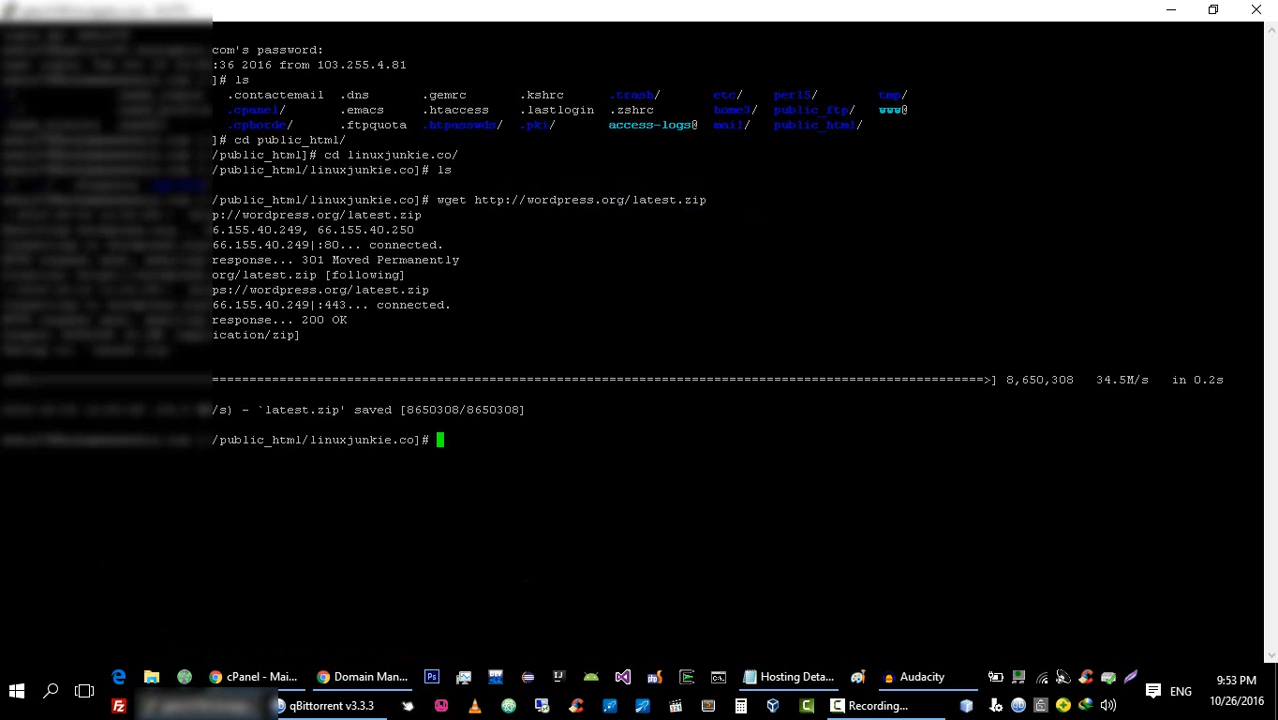 com's password:
:36 2016 from 103.255.4.81
]# ls
.contactemail .dns .gemrc .kshrc .trash/ etc/ perl5/ tmp/
.cpanel/ .emacs .htaccess .lastlogin .zshrc home3/ public_ftp/ www@
.cphorde/ .ftpquota .htpasswds/ .pki/ access-logs@ mail/ public_html/
]# cd public_html/
/public_html]# cd linuxjunkie.co/
/public_html/linuxjunkie.co]# ls
/public_html/linuxjunkie.co]# wget http://wordpress.org/latest.zip
p://wordpress.org/latest.zip
6.155.40.249, 66.155.40.250
66.155.40.249|:80... connected.
response... 301 Moved Permanently
org/latest.zip [following]
ps://wordpress.org/latest.zip
66.155.40.249|:443... connected.
response... 200 OK
ication/zip]
=======================================================================================================>] 8,650,308 34.5M/s in 0.2s
/s) - `latest.zip' saved [8650308/8650308]
/public_html/linuxjunkie.co]#
cPanel - Mai... Domain Man... Hosting Deta... Audacity
9:53 PM
ENG
qBittorrent v3.3.3 Recording...
10/26/2016